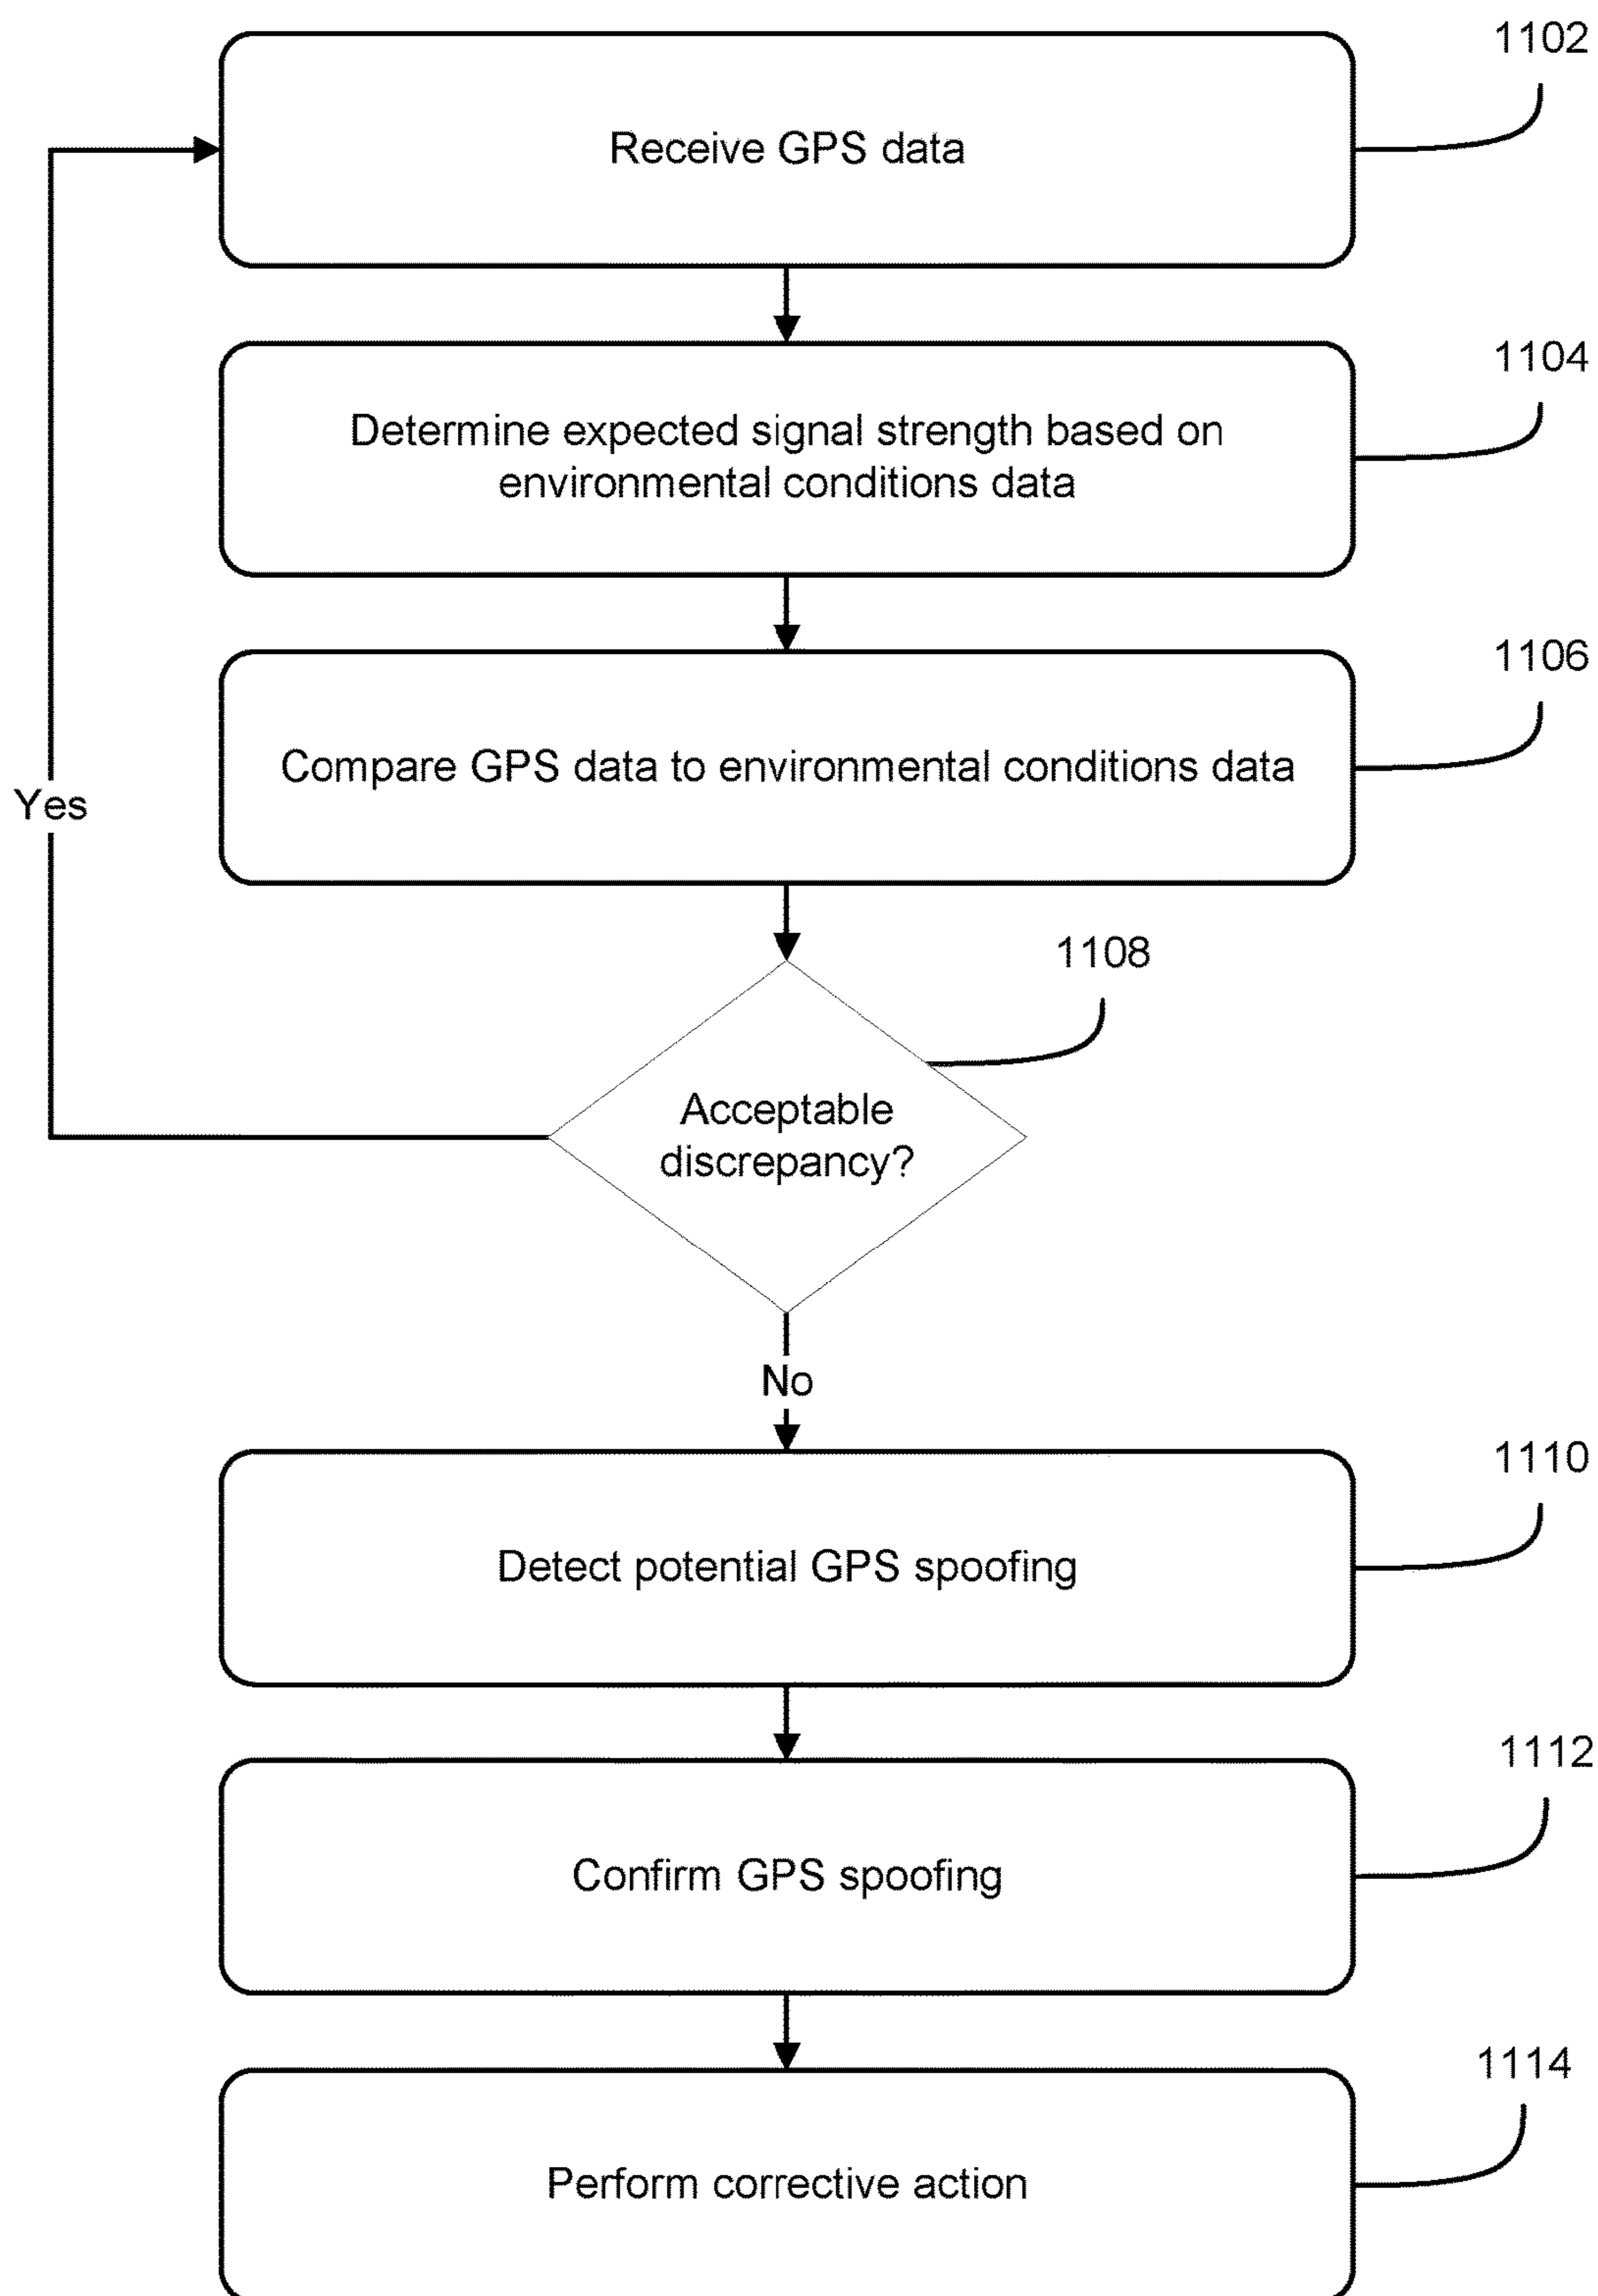 1102
Receive GPS data
1104
Determine expected signal strength based on
environmental conditions data
1106
Compare GPS data to environmental conditions data
Yes
1108
Acceptable
discrepancy?
No
1110
Detect potential GPS spoofing
1112
Confirm GPS spoofing
1114
Perform corrective action